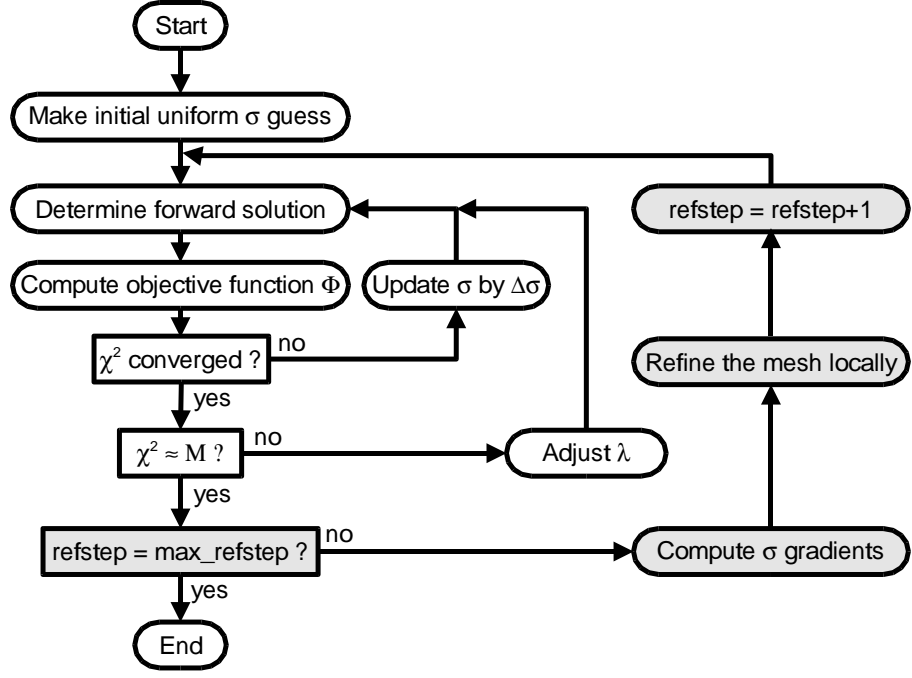 Start
Make initial uniform σ guess
Determine forward solution
refstep = refstep+1
Compute objective function Φ
Update σ by Δσ
χ² converged ?
no
Refine the mesh locally
yes
χ² ≈ M ?
no
Adjust λ
yes
refstep = max_refstep ?
no
Compute σ gradients
yes
End